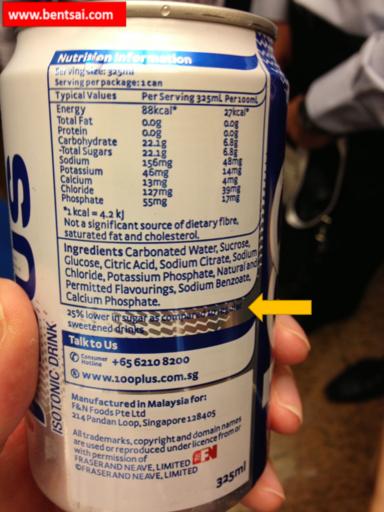 www.bentsai.com
Nutrition Information
Serving size: 325ml
Serving per package: 1 can
Typical Values Per Serving 325mL Per 100mL
Energy 88kcal* 27kcal*
Total Fat 0.0g 0.0g
Protein 0.0g 0.0g
Carbohydrate 22.1g 6.8g
-Total Sugars 22.1g 6.8g
Sodium 156mg 48mg
Potassium 46mg 14mg
Calcium 13mg 4mg
Chloride 127mg 39mg
Phosphate 55mg 17mg
*1 kcal = 4.2 kJ
Not a significant source of dietary fibre,
saturated fat and cholesterol.
Ingredients Carbonated Water, Sucrose,
Glucose, Citric Acid, Sodium Citrate, Sodium
Chloride, Potassium Phosphate, Natural and
Permitted Flavourings, Sodium Benzoate,
Calcium Phosphate.
25% lower in sugar as compared
sweetened drinks
Talk to Us
Consumer
Hotline +65 6210 8200
www.100plus.com.sg
US
ISOTONIC DRINK
Manufactured in Malaysia for:
F&N Foods Pte Ltd
214 Pandan Loop, Singapore 128405
All trademarks, copyright and domain names
are used or reproduced under licence from or
with permission of
FRASER AND NEAVE, LIMITED F&N
©FRASER AND NEAVE, LIMITED
325ml